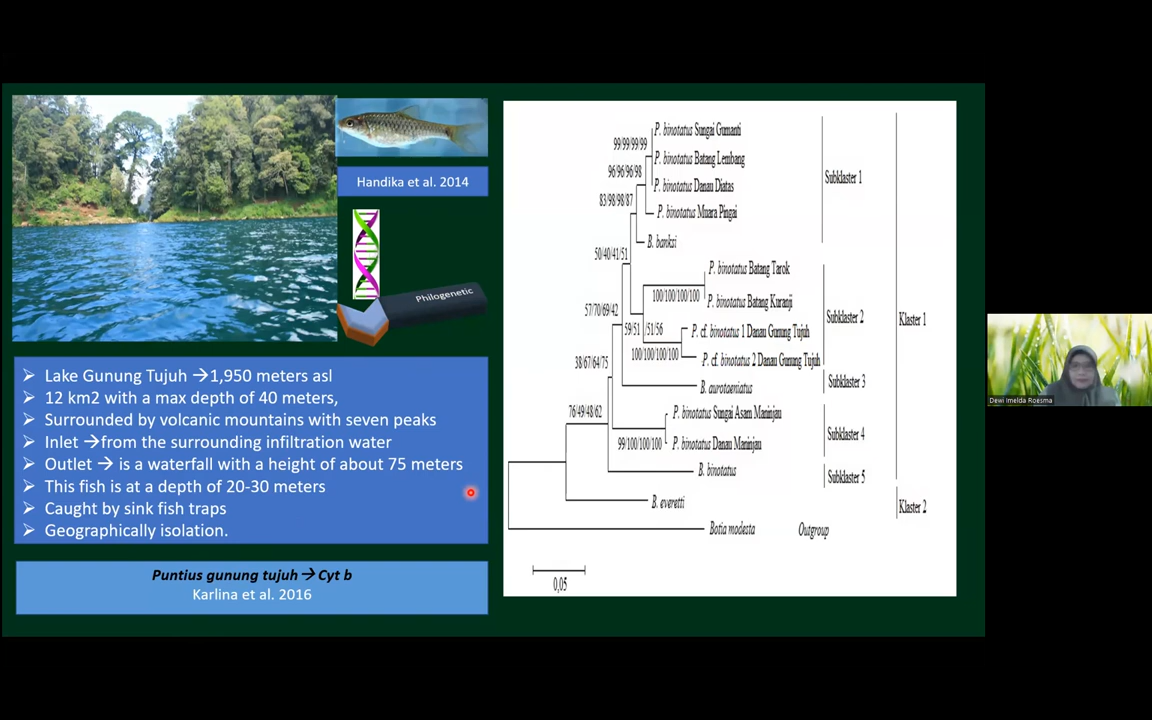 Handika et al. 2014
Philogenetic
➢ Lake Gunung Tujuh →1,950 meters asl
➢ 12 km2 with a max depth of 40 meters,
➢ Surrounded by volcanic mountains with seven peaks
➢ Inlet →from the surrounding infiltration water
➢ Outlet → is a waterfall with a height of about 75 meters
➢ This fish is at a depth of 20-30 meters
➢ Caught by sink fish traps
➢ Geographically isolation.
Puntius gunung tujuh → Cyt b
Karlina et al. 2016
P. binotatus Sungai Gumanti
99/99/99/99
P. binotatus Batang Lembang
96/96/96/98
P. binotatus Danau Diatas
Subklaster 1
83/98/98/87
P. binotatus Muara Pingai
B. banksi
50/40/41/51
P. binotatus Batang Tarok
100/100/100/100
P. binotatus Batang Kuranji
57/70/69/42
Subklaster 2
Klaster 1
59/51 /51/56
P. cf. binotatus 1 Danau Gunung Tujuh
100/100/100/100
P. cf. binotatus 2 Danau Gunung Tujuh
38/67/64/75
B. aurotaeniatus
Subklaster 3
76/49/48/62
P. binotatus Sungai Asam Maninjau
Subklaster 4
99/100/100/100
P. binotatus Danau Maninjau
B. binotatus
Subklaster 5
B. everetti
Klaster 2
Botia modesta Outgroup
0,05
Dewi Imelda Roesma